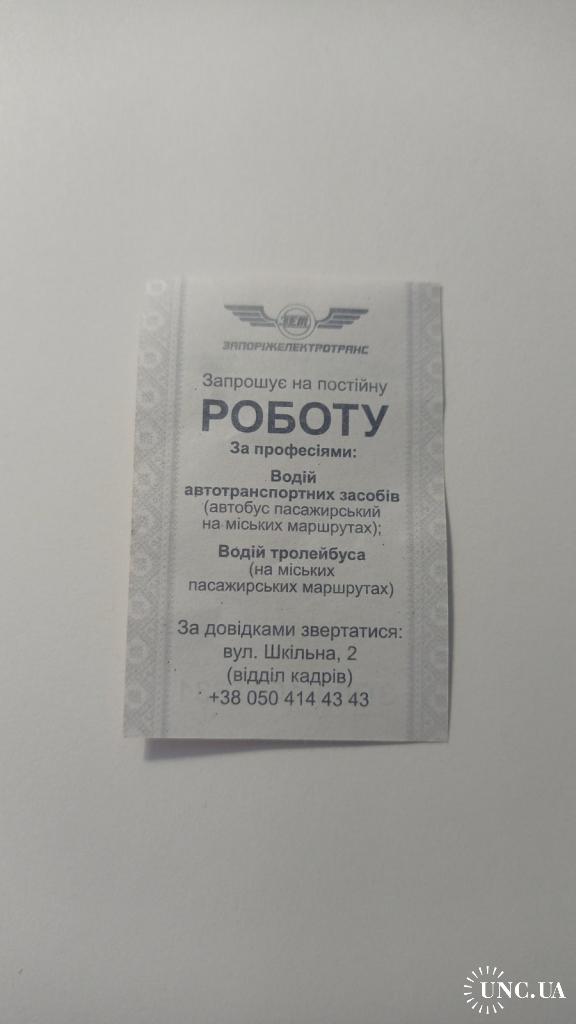 ЗЕТ
ЗАПОРІЖЕЛЕКТРОТРАНС
Запрошує на постійну
РОБОТУ
За професіями:
Водій
автотранспортних засобів
(автобус пасажирський
на міських маршрутах);
Водій тролейбуса
(на міських
пасажирських маршрутах)
За довідками звертатися:
вул. Шкільна, 2
(відділ кадрів)
+38 050 414 43 43
UNC.UA